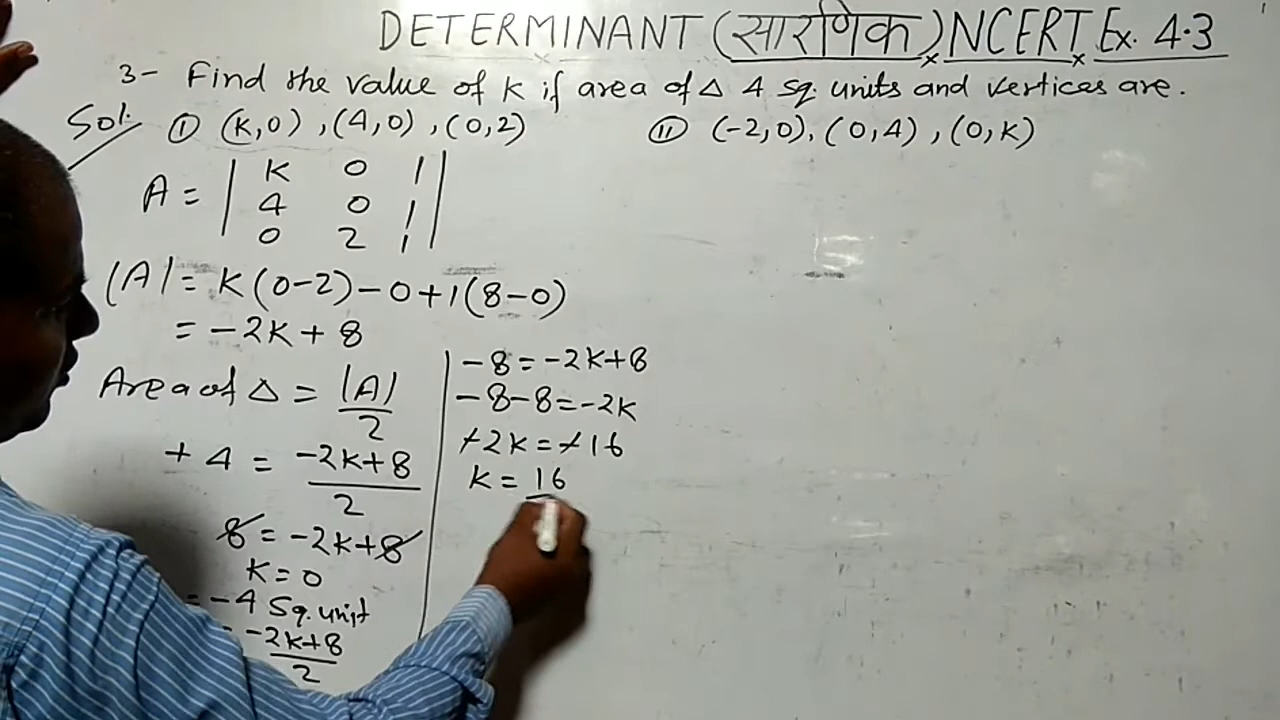 DETERMINANT (सारणिक) NCERT Ex. 4.3
3- Find the value of K if area of Δ 4 Sq. units and vertices are.
Sol. (i) (K,0), (4,0), (0,2)
(ii) (-2,0), (0,4), (0,K)
A = | K 0 1 |
| 4 0 1 |
| 0 2 1 |
|A| = K(0-2)-0+1(8-0)
= -2K+8
Area of Δ = |A|/2
+4 = -2K+8/2
8 = -2K+8
K=0
= -4 Sq. unit
= -2K+8/2
-8 = -2K+8
-8-8 = -2K
-2K = -16
K = 16